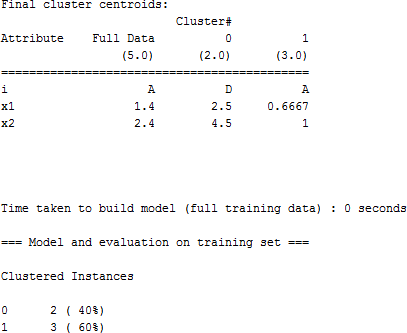 Final cluster centroids:
                         Cluster#
Attribute    Full Data          0          1
                 (5.0)      (2.0)      (3.0)
============================================
i                    A          D          A
x1                 1.4        2.5     0.6667
x2                 2.4        4.5          1
Time taken to build model (full training data) : 0 seconds
=== Model and evaluation on training set ===
Clustered Instances
0      2 ( 40%)
1      3 ( 60%)